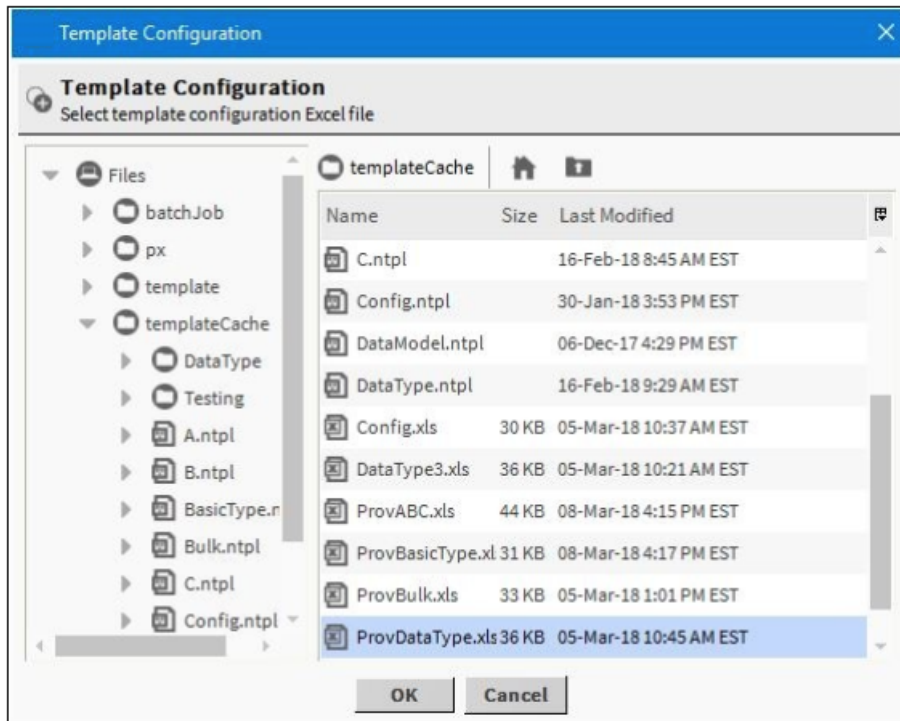 Template Configuration
Template Configuration
Select template configuration Excel file
Files
batchJob
px
template
templateCache
DataType
Testing
A.ntpl
B.ntpl
BasicType.n
Bulk.ntpl
C.ntpl
Config.ntpl
templateCache
Name Size Last Modified
C.ntpl 16-Feb-18 8:45 AM EST
Config.ntpl 30-Jan-18 3:53 PM EST
DataModel.ntpl 06-Dec-17 4:29 PM EST
DataType.ntpl 16-Feb-18 9:29 AM EST
Config.xls 30 KB 05-Mar-18 10:37 AM EST
DataType3.xls 36 KB 05-Mar-18 10:21 AM EST
ProvABC.xls 44 KB 08-Mar-18 4:15 PM EST
ProvBasicType.xl 31 KB 08-Mar-18 4:17 PM EST
ProvBulk.xls 33 KB 05-Mar-18 1:01 PM EST
ProvDataType.xls 36 KB 05-Mar-18 10:45 AM EST
OK Cancel